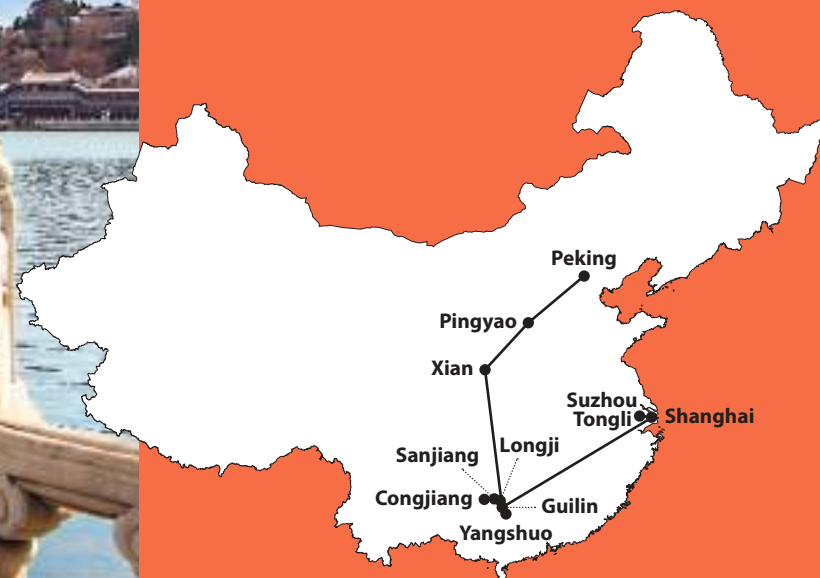 Peking
Pingyao
Xian
Suzhou
Tongli
Shanghai
Sanjiang
Longji
Congjiang
Guilin
Yangshuo